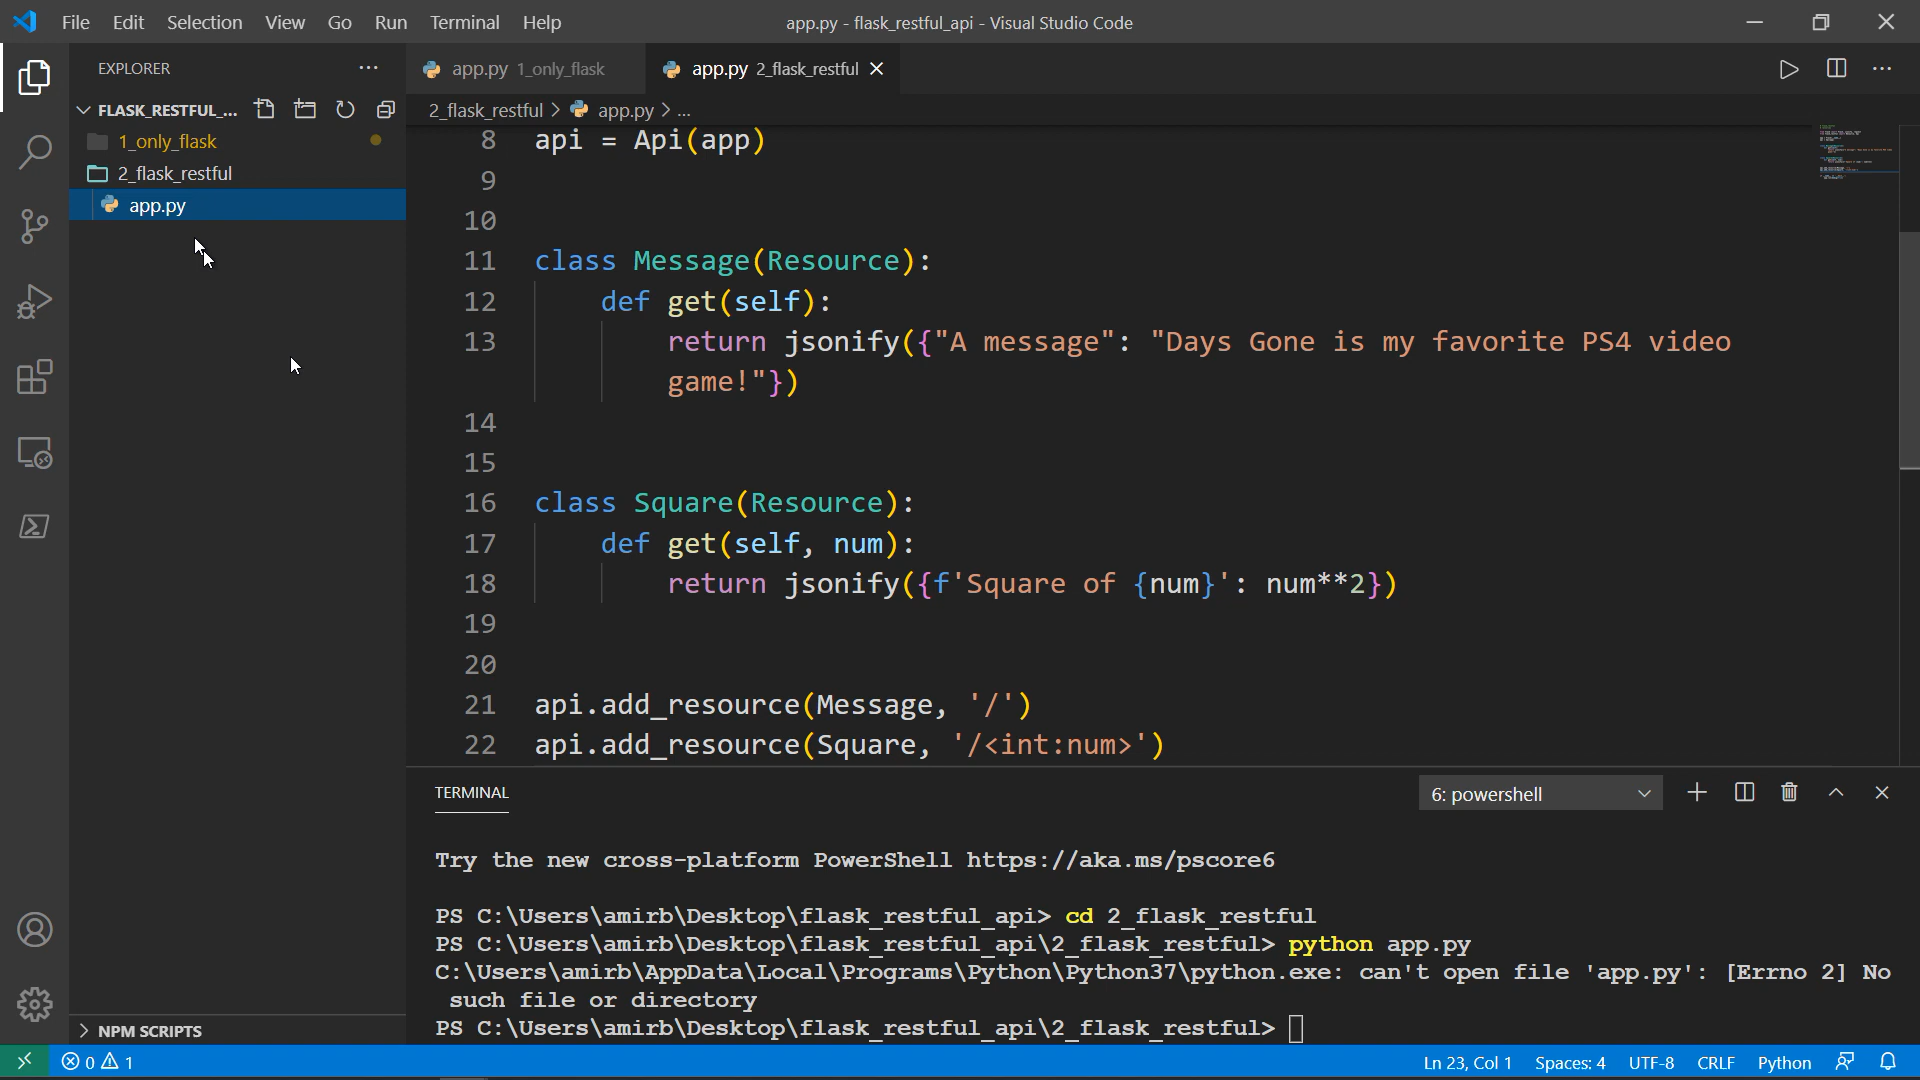 File Edit Selection View Go Run Terminal Help
app.py - flask_restful_api - Visual Studio Code
EXPLORER
FLASK_RESTFUL_...
1_only_flask
2_flask_restful
app.py
NPM SCRIPTS
app.py 1_only_flask
app.py 2_flask_restful
2_flask_restful > app.py > ...
8 api = Api(app)
9
10
11 class Message(Resource):
12 def get(self):
13 return jsonify({"A message": "Days Gone is my favorite PS4 video
game!"})
14
15
16 class Square(Resource):
17 def get(self, num):
18 return jsonify({f'Square of {num}': num**2})
19
20
21 api.add_resource(Message, '/')
22 api.add_resource(Square, '/<int:num>')
TERMINAL
6: powershell
Try the new cross-platform PowerShell https://aka.ms/pscore6
PS C:\Users\amirb\Desktop\flask_restful_api> cd 2_flask_restful
PS C:\Users\amirb\Desktop\flask_restful_api\2_flask_restful> python app.py
C:\Users\amirb\AppData\Local\Programs\Python\Python37\python.exe: can't open file 'app.py': [Errno 2] No
such file or directory
PS C:\Users\amirb\Desktop\flask_restful_api\2_flask_restful>
0 1
Ln 23, Col 1 Spaces: 4 UTF-8 CRLF Python